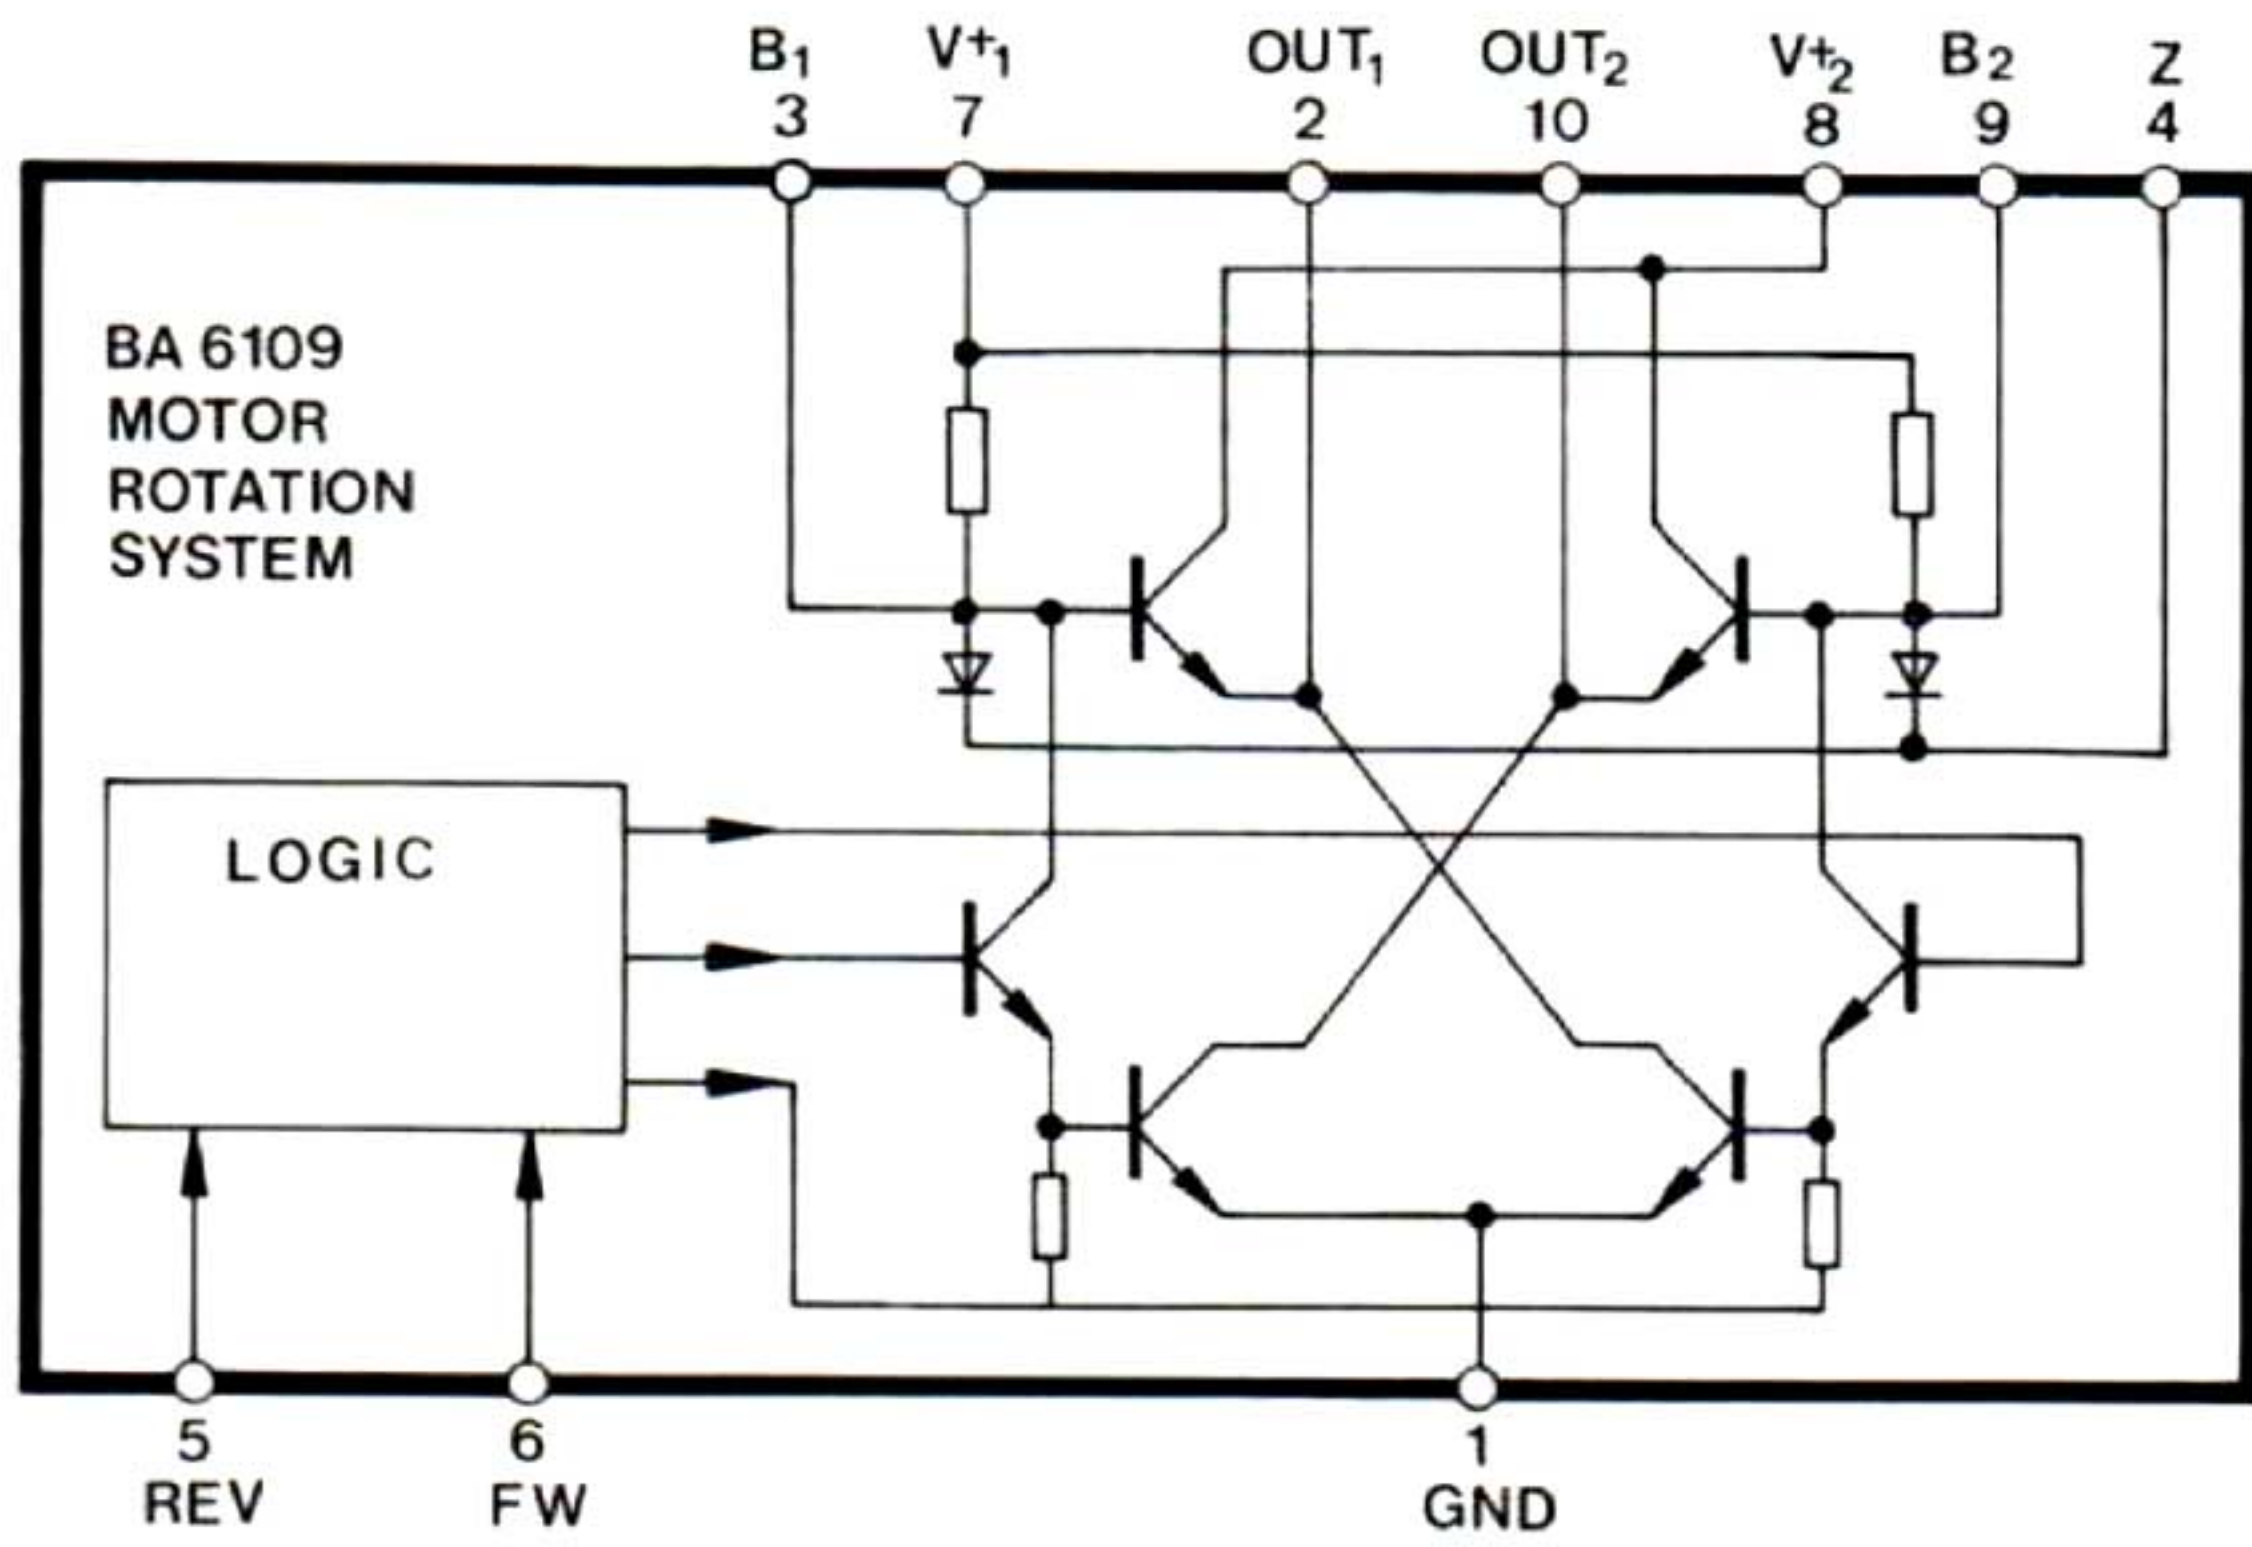 B1 V+1 OUT1 OUT2 V+2 B2 Z
3 7 2 10 8 9 4
BA 6109
MOTOR
ROTATION
SYSTEM
LOGIC
5 6 1
REV FW GND